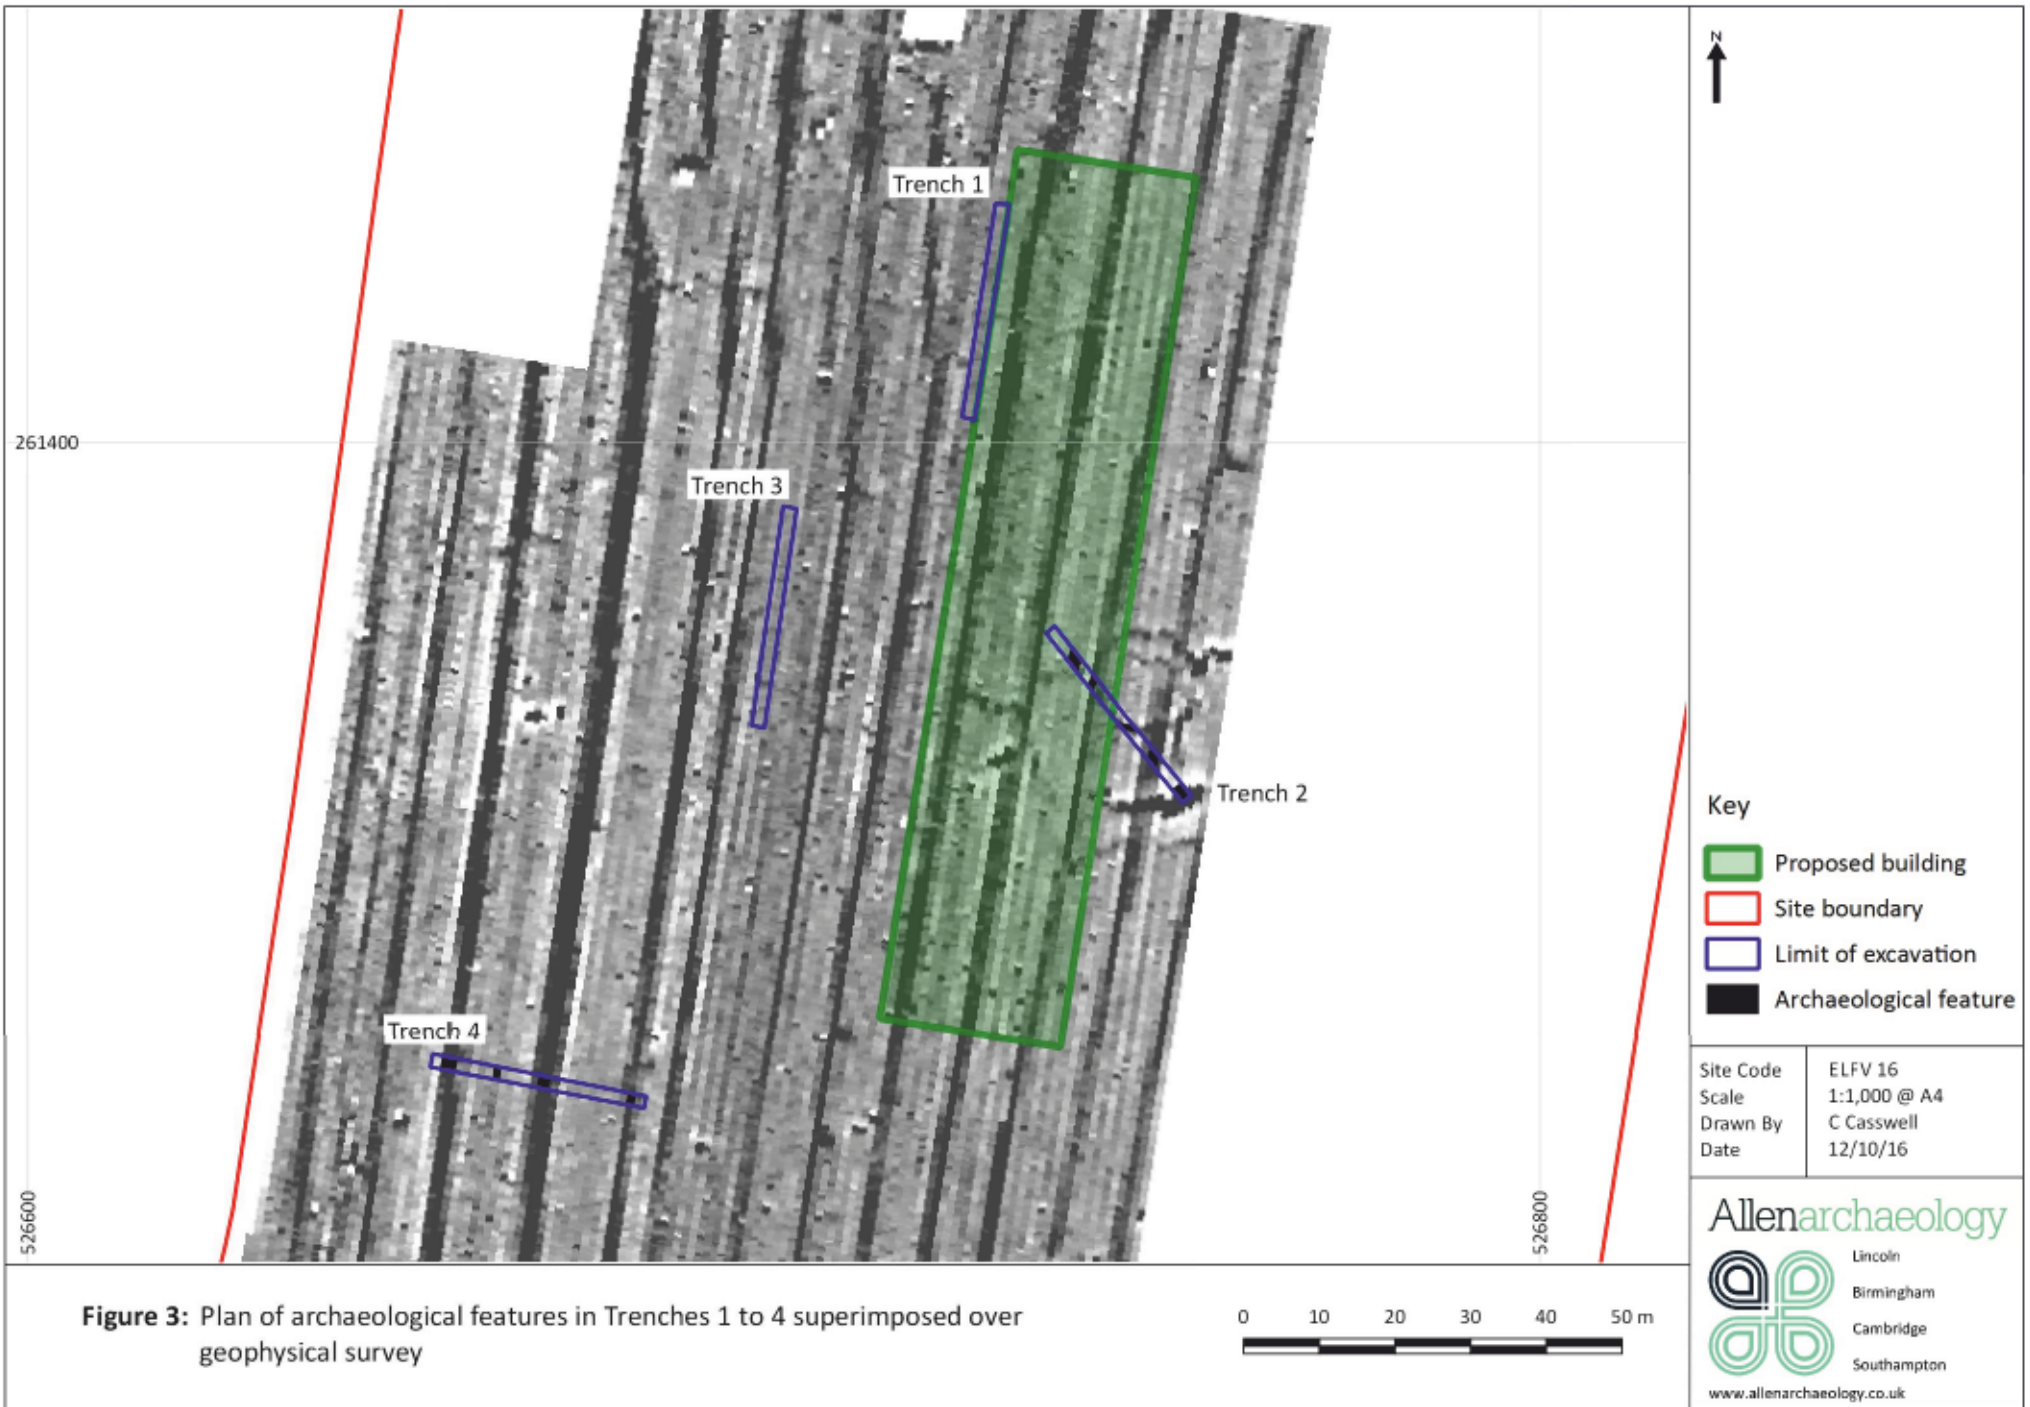 N
Trench 1
261400
Trench 3
Trench 2
Trench 4
526600
526800
Key
Proposed building
Site boundary
Limit of excavation
Archaeological feature
Site Code ELFV 16
Scale 1:1,000 @ A4
Drawn By C Casswell
Date 12/10/16
Allenarchaeology
Lincoln
Birmingham
Cambridge
Southampton
www.allenarchaeology.co.uk
Figure 3: Plan of archaeological features in Trenches 1 to 4 superimposed over
geophysical survey
0 10 20 30 40 50 m